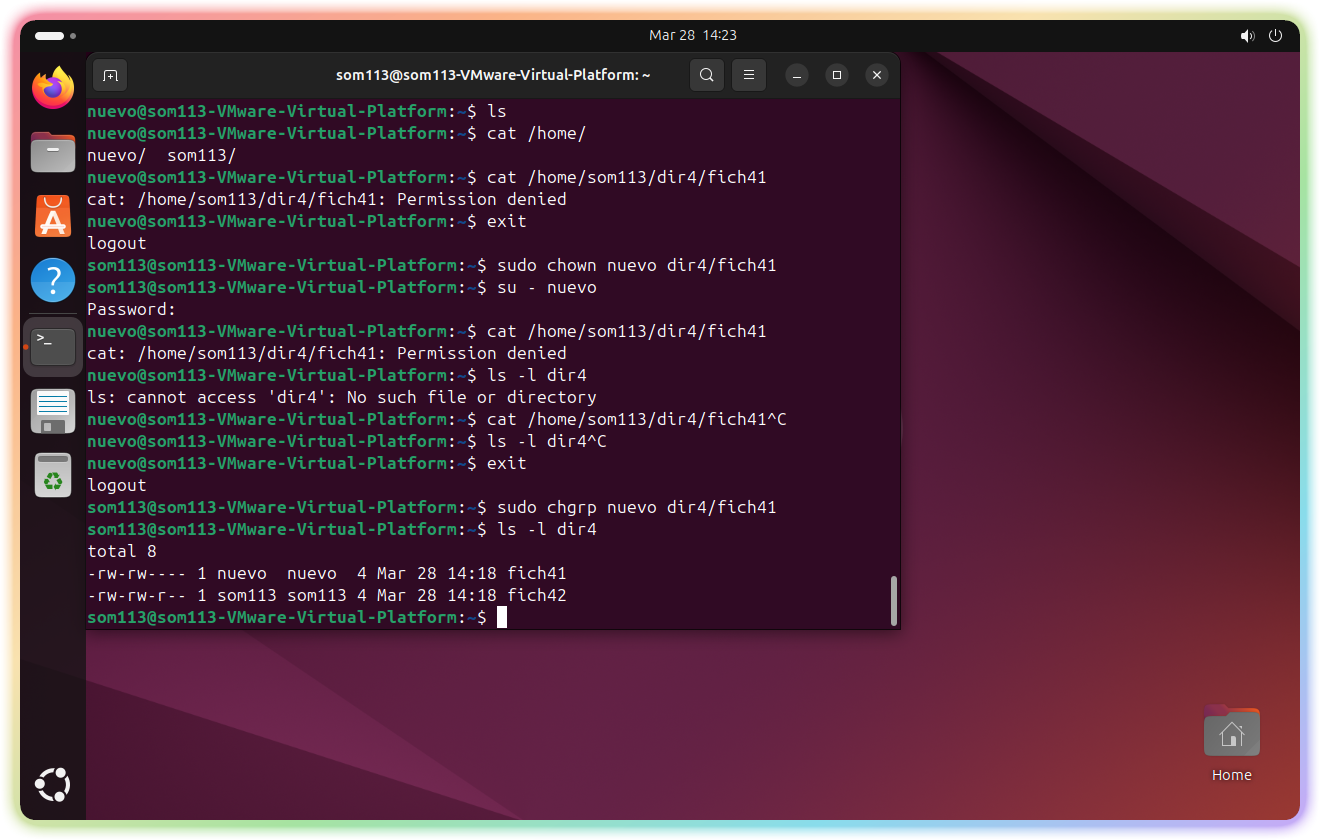 Mar 28 14:23
som113@som113-VMware-Virtual-Platform: ~
nuevo@som113-VMware-Virtual-Platform:~$ ls
nuevo@som113-VMware-Virtual-Platform:~$ cat /home/
nuevo/  som113/
nuevo@som113-VMware-Virtual-Platform:~$ cat /home/som113/dir4/fich41
cat: /home/som113/dir4/fich41: Permission denied
nuevo@som113-VMware-Virtual-Platform:~$ exit
logout
som113@som113-VMware-Virtual-Platform:~$ sudo chown nuevo dir4/fich41
som113@som113-VMware-Virtual-Platform:~$ su - nuevo
Password:
nuevo@som113-VMware-Virtual-Platform:~$ cat /home/som113/dir4/fich41
cat: /home/som113/dir4/fich41: Permission denied
nuevo@som113-VMware-Virtual-Platform:~$ ls -l dir4
ls: cannot access 'dir4': No such file or directory
nuevo@som113-VMware-Virtual-Platform:~$ cat /home/som113/dir4/fich41^C
nuevo@som113-VMware-Virtual-Platform:~$ ls -l dir4^C
nuevo@som113-VMware-Virtual-Platform:~$ exit
logout
som113@som113-VMware-Virtual-Platform:~$ sudo chgrp nuevo dir4/fich41
som113@som113-VMware-Virtual-Platform:~$ ls -l dir4
total 8
-rw-rw---- 1 nuevo  nuevo  4 Mar 28 14:18 fich41
-rw-rw-r-- 1 som113 som113 4 Mar 28 14:18 fich42
som113@som113-VMware-Virtual-Platform:~$
Home